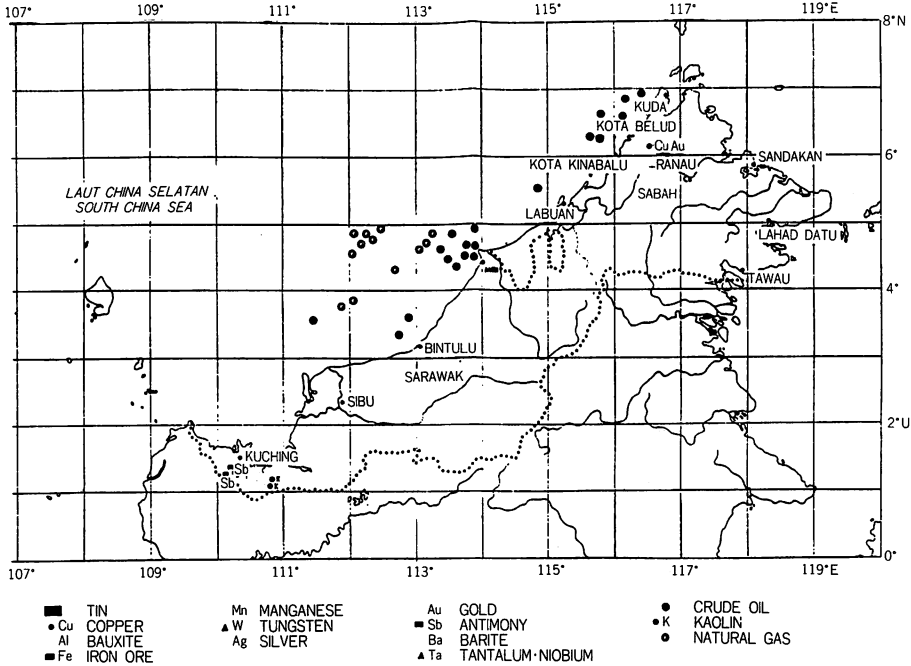 107° 109° 111° 113° 115° 117° 119°E
8°N
KUDA
KOTA BELUD
Cu Au
6°
KOTA KINABALU
-RANAU
SANDAKAN
LAUT CHINA SELATAN
SOUTH CHINA SEA
SABAH
LABUAN
LAHAD DATU
TAWAU
4°
BINTULU
SARAWAK
SIBU
2°U
KUCHING
Sb
Sb
K
K
0°
107° 109° 111° 113° 115° 117° 119°E
TIN
Cu COPPER
Al BAUXITE
Fe IRON ORE
Mn MANGANESE
W TUNGSTEN
Ag SILVER
Au GOLD
Sb ANTIMONY
Ba BARITE
Ta TANTALUM·NIOBIUM
CRUDE OIL
K KAOLIN
NATURAL GAS